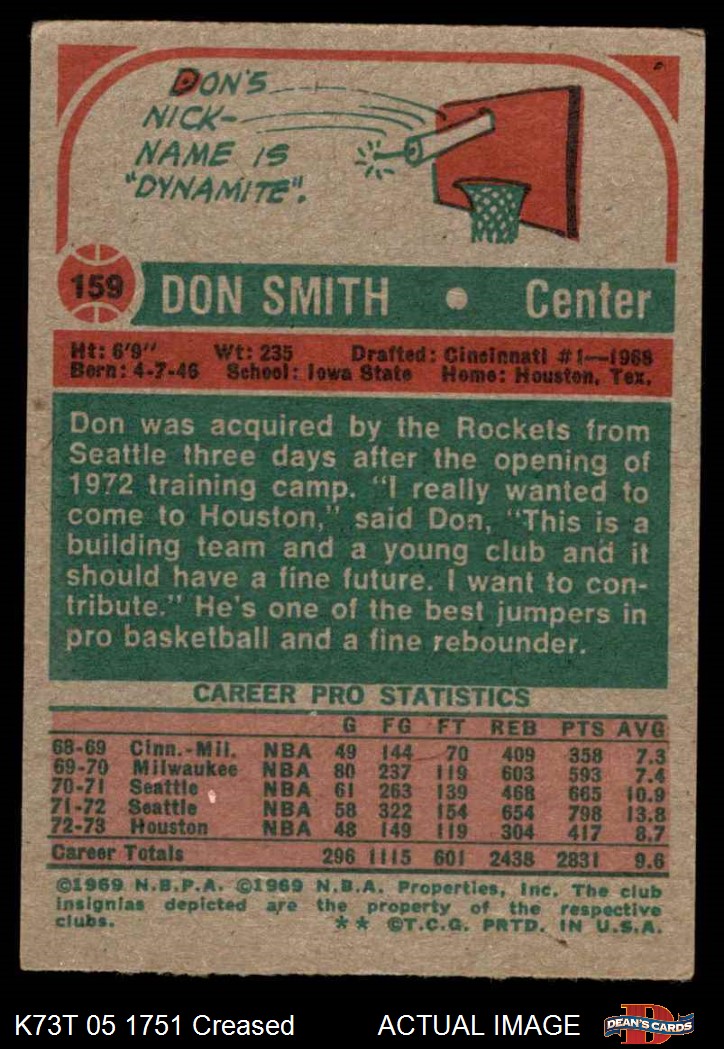 DON'S
NICK-
NAME IS
"DYNAMITE".
159 DON SMITH • Center
Ht: 6'9" Wt: 235 Drafted: Cincinnati #1—1968
Born: 4-7-46 School: Iowa State Home: Houston, Tex.
Don was acquired by the Rockets from
Seattle three days after the opening of
1972 training camp. "I really wanted to
come to Houston," said Don, "This is a
building team and a young club and it
should have a fine future. I want to con-
tribute." He's one of the best jumpers in
pro basketball and a fine rebounder.
CAREER PRO STATISTICS
G FG FT REB PTS AVG
68-69 Cinn.-Mil. NBA 49 144 70 409 358 7.3
69-70 Milwaukee NBA 80 237 119 603 593 7.4
70-71 Seattle NBA 61 263 139 468 665 10.9
71-72 Seattle NBA 58 322 154 654 798 13.8
72-73 Houston NBA 48 149 119 304 417 8.7
Career Totals 296 1115 601 2438 2831 9.6
©1969 N.B.P.A. ©1969 N.B.A. Properties, Inc. The club
insignias depicted are the property of the respective
clubs. ** ©T.C.G. PRTD. IN U.S.A.
K73T 05 1751 Creased ACTUAL IMAGE
D
DEAN'S CARDS